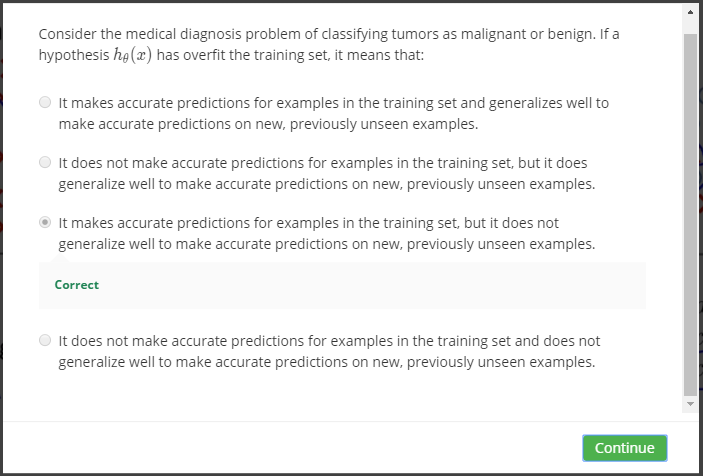 Consider the medical diagnosis problem of classifying tumors as malignant or benign. If a
hypothesis hθ(x) has overfit the training set, it means that:
It makes accurate predictions for examples in the training set and generalizes well to
make accurate predictions on new, previously unseen examples.
It does not make accurate predictions for examples in the training set, but it does
generalize well to make accurate predictions on new, previously unseen examples.
It makes accurate predictions for examples in the training set, but it does not
generalize well to make accurate predictions on new, previously unseen examples.
Correct
It does not make accurate predictions for examples in the training set and does not
generalize well to make accurate predictions on new, previously unseen examples.
Continue